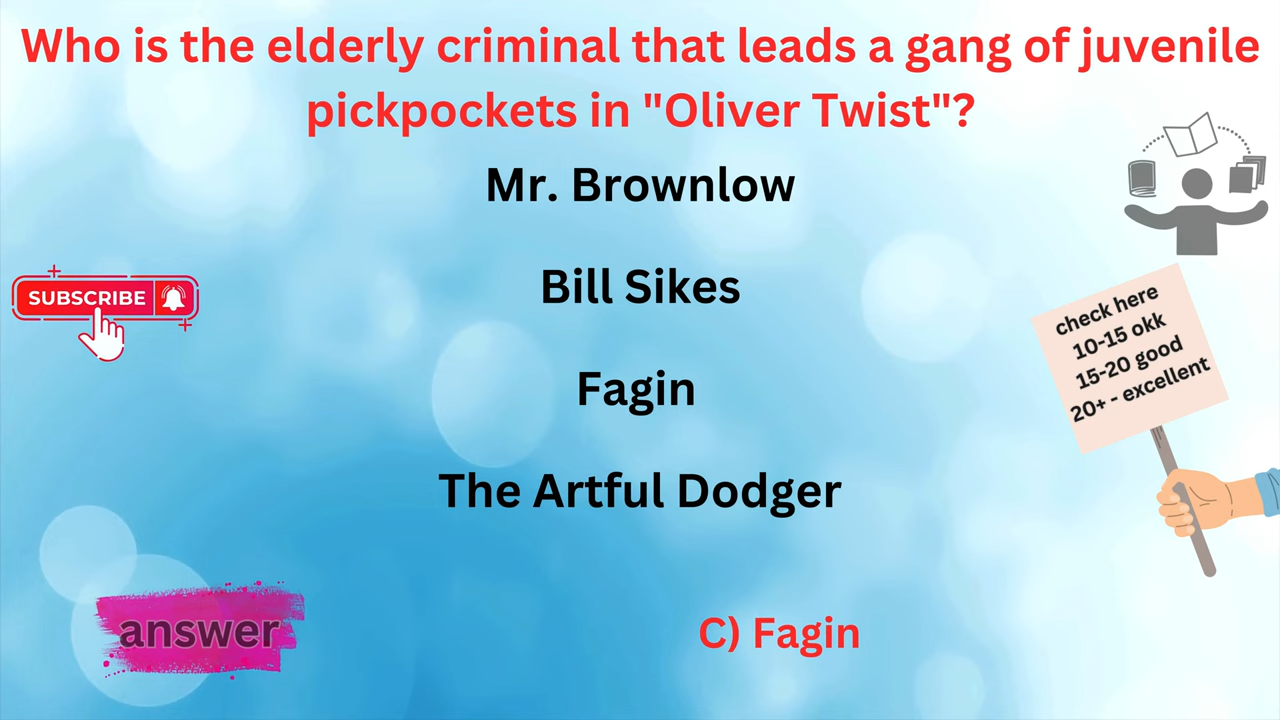 Who is the elderly criminal that leads a gang of juvenile
pickpockets in "Oliver Twist"?
Mr. Brownlow
Bill Sikes
SUBSCRIBE
check here
10-15 okk
15-20 good
20+ - excellent
Fagin
The Artful Dodger
answer
C) Fagin